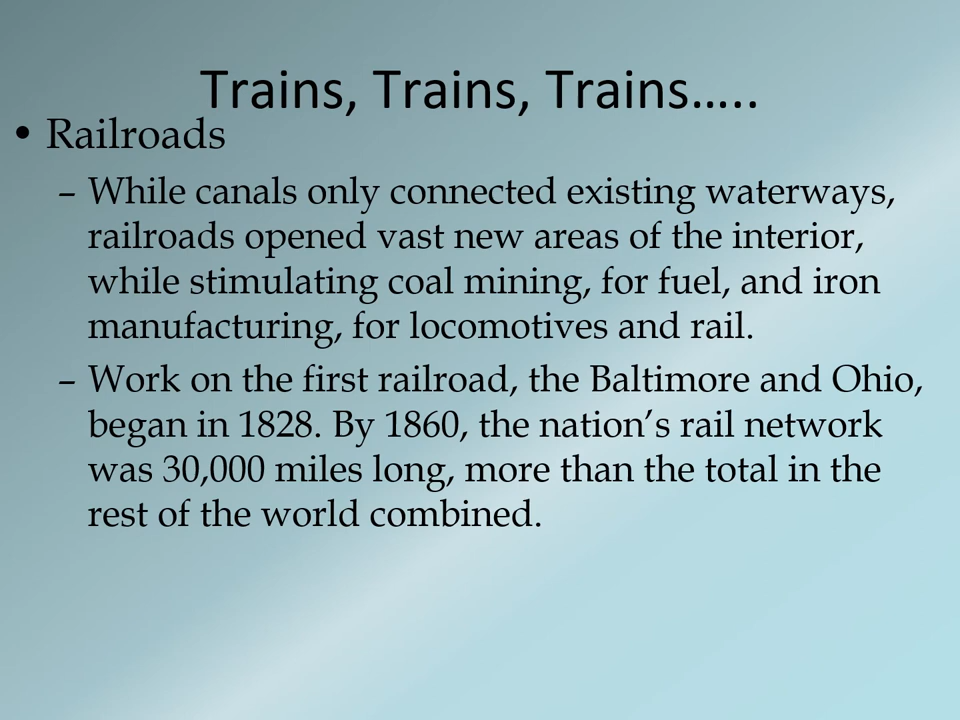 Trains, Trains, Trains…..
• Railroads
– While canals only connected existing waterways,
railroads opened vast new areas of the interior,
while stimulating coal mining, for fuel, and iron
manufacturing, for locomotives and rail.
– Work on the first railroad, the Baltimore and Ohio,
began in 1828. By 1860, the nation’s rail network
was 30,000 miles long, more than the total in the
rest of the world combined.